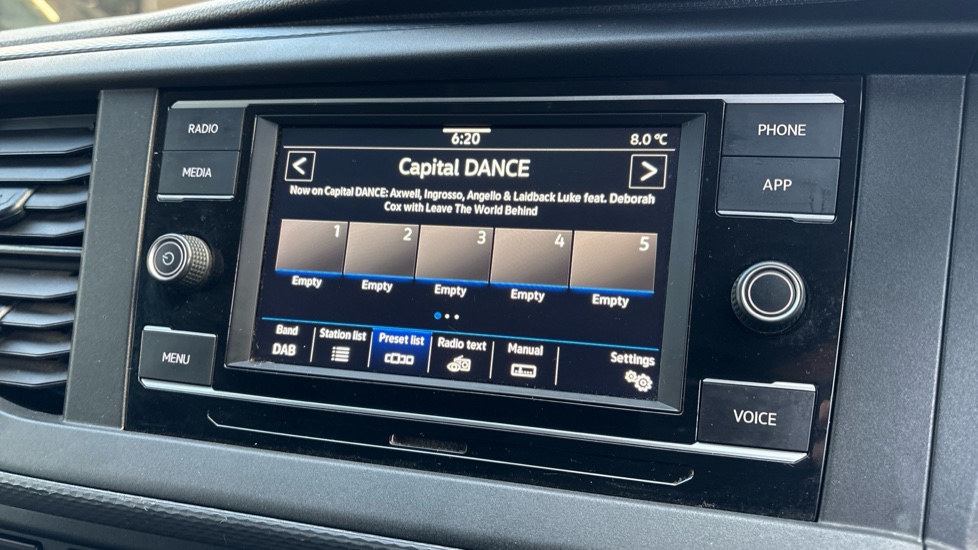 RADIO
MEDIA
MENU
6:20
8.0 °C
<
Capital DANCE
>
Now on Capital DANCE: Axwell, Ingrosso, Angello & Laidback Luke feat. Deborah
Cox with Leave The World Behind
1 2 3 4 5
Empty Empty Empty Empty Empty
Band Station list Preset list Radio text Manual Settings
DAB
PHONE
APP
VOICE